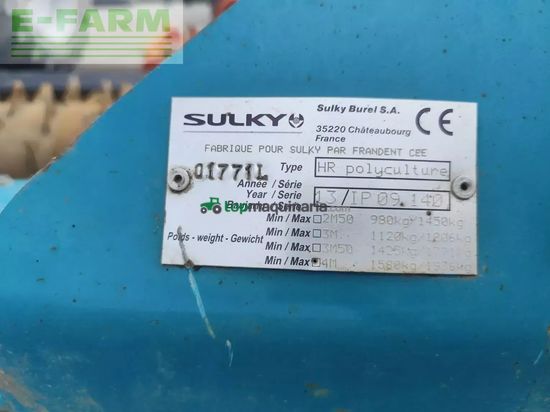 E-FARM
SULKY
Sulky Burel S.A.
35220 Châteaubourg
France
CE
FABRIQUE POUR SULKY PAR FRANDENT CEE
01771L
Type HR polyculture
Année / Série
Year / Serie 13/IP 09.140
topmaquinaria.com
Min / Max 2M50 980kg/1450kg
Poids - weight - Gewicht
Min / Max 3M. 1120kg/
Min / Max 3M50
Min / Max 4M